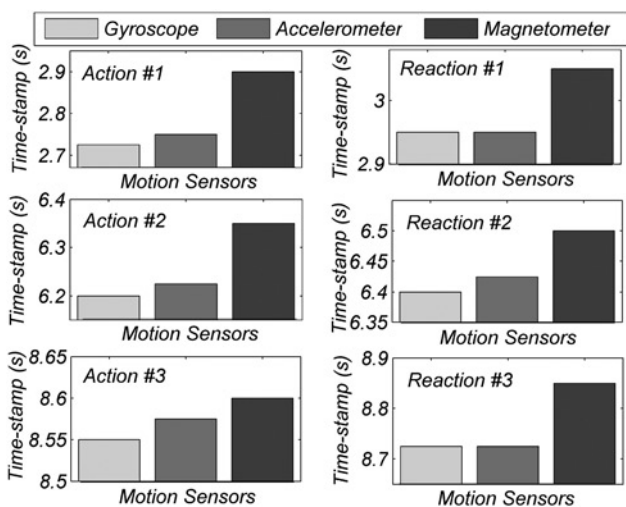 Gyroscope Accelerometer Magnetometer
Action #1
Time-stamp (s)
2.9
2.8
2.7
Motion Sensors
Reaction #1
Time-stamp (s)
3
2.9
Motion Sensors
Action #2
Time-stamp (s)
6.4
6.3
6.2
Motion Sensors
Reaction #2
Time-stamp (s)
6.5
6.45
6.4
6.35
Motion Sensors
Action #3
Time-stamp (s)
8.65
8.6
8.55
8.5
Motion Sensors
Reaction #3
Time-stamp (s)
8.9
8.8
8.7
Motion Sensors